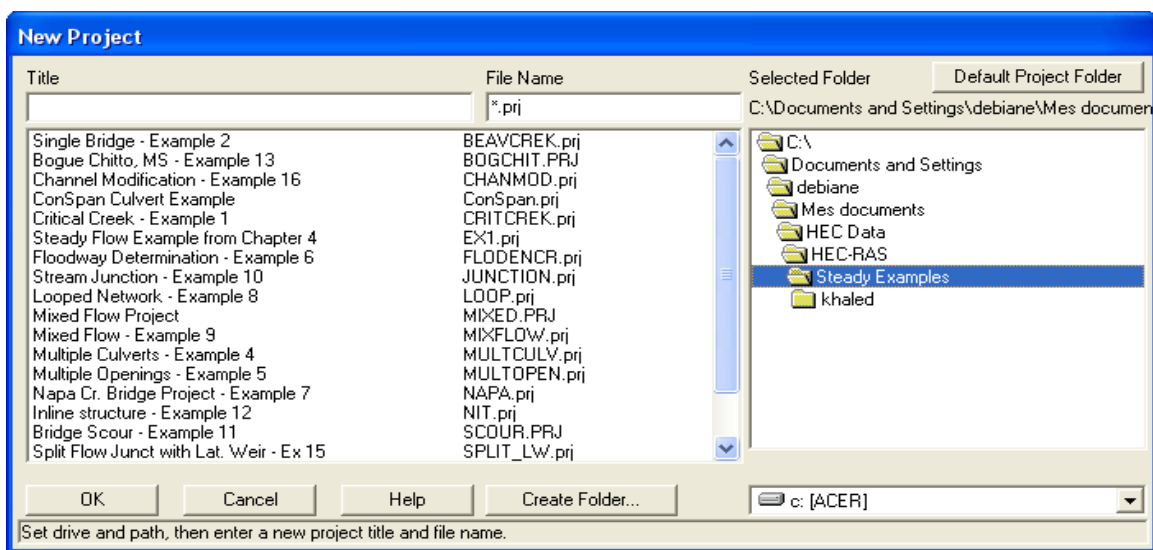 New Project
Title File Name Selected Folder Default Project Folder
*.prj C:\Documents and Settings\debiane\Mes documen
Single Bridge - Example 2 BEAVCREK.prj
Bogue Chitto, MS - Example 13 BOGCHIT.PRJ
Channel Modification - Example 16 CHANMOD.prj
ConSpan Culvert Example ConSpan.prj
Critical Creek - Example 1 CRITCREK.prj
Steady Flow Example from Chapter 4 EX1.prj
Floodway Determination - Example 6 FLODENCR.prj
Stream Junction - Example 10 JUNCTION.prj
Looped Network - Example 8 LOOP.prj
Mixed Flow Project MIXED.PRJ
Mixed Flow - Example 9 MIXFLOW.prj
Multiple Culverts - Example 4 MULTCULV.prj
Multiple Openings - Example 5 MULTOPEN.prj
Napa Cr. Bridge Project - Example 7 NAPA.prj
Inline structure - Example 12 NIT.prj
Bridge Scour - Example 11 SCOUR.PRJ
Split Flow Junct with Lat. Weir - Ex 15 SPLIT_LW.prj
C:\
Documents and Settings
debiane
Mes documents
HEC Data
HEC-RAS
Steady Examples
khaled
OK Cancel Help Create Folder... c: [ACER]
Set drive and path, then enter a new project title and file name.